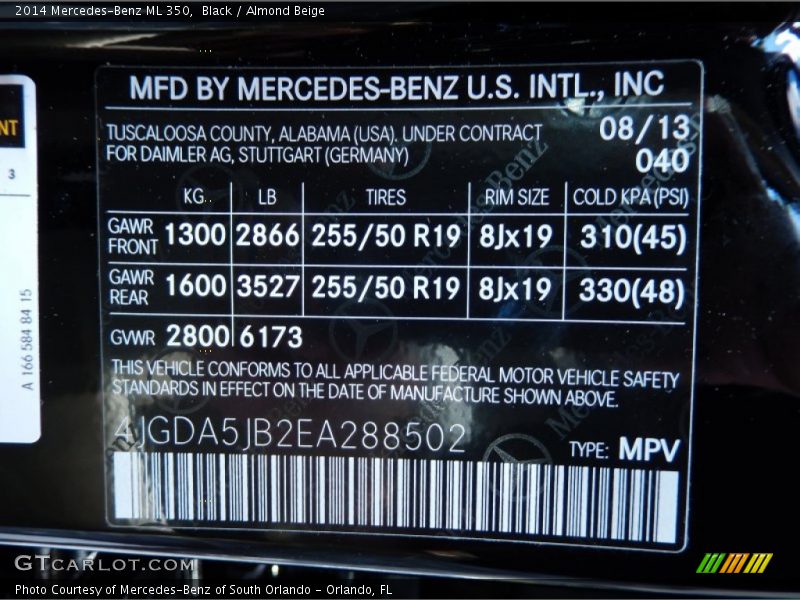 2014 Mercedes-Benz ML 350, Black / Almond Beige
NT
3
A 166 584 84 15
MFD BY MERCEDES-BENZ U.S. INTL., INC
TUSCALOOSA COUNTY, ALABAMA (USA), UNDER CONTRACT
FOR DAIMLER AG, STUTTGART (GERMANY)
08/13
040
KG. LB TIRES RIM SIZE COLD KPA (PSI)
GAWR FRONT 1300 2866 255/50 R19 8Jx19 310(45)
GAWR REAR 1600 3527 255/50 R19 8Jx19 330(48)
GWR 2800 6173
THIS VEHICLE CONFORMS TO ALL APPLICABLE FEDERAL MOTOR VEHICLE SAFETY
STANDARDS IN EFFECT ON THE DATE OF MANUFACTURE SHOWN ABOVE.
4JGDA5JB2EA288502
TYPE: MPV
GTCARLOT.COM
Photo Courtesy of Mercedes-Benz of South Orlando - Orlando, FL